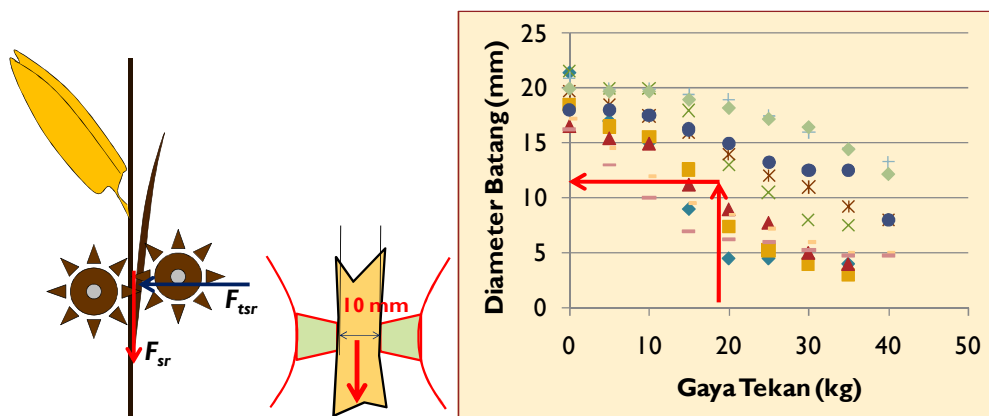 F_tsr
F_sr
10 mm
Diameter Batang (mm)
25
20
15
10
5
0
0 10 20 30 40 50
Gaya Tekan (kg)